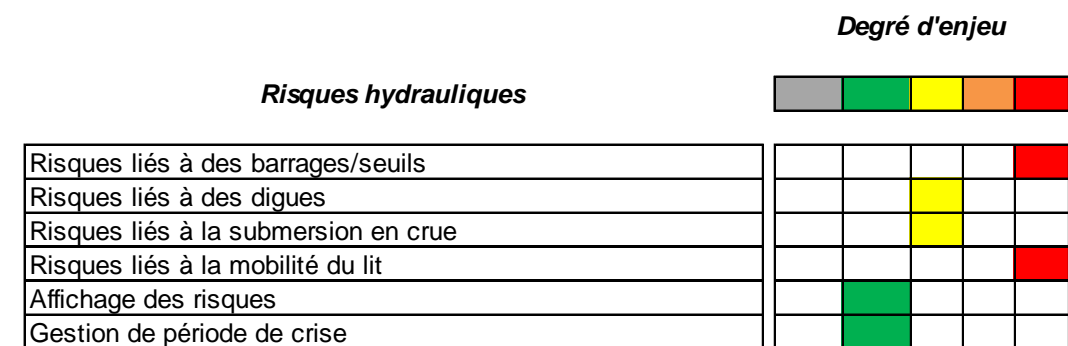 Degré d'enjeu
Risques hydrauliques
Risques liés à des barrages/seuils
Risques liés à des digues
Risques liés à la submersion en crue
Risques liés à la mobilité du lit
Affichage des risques
Gestion de période de crise